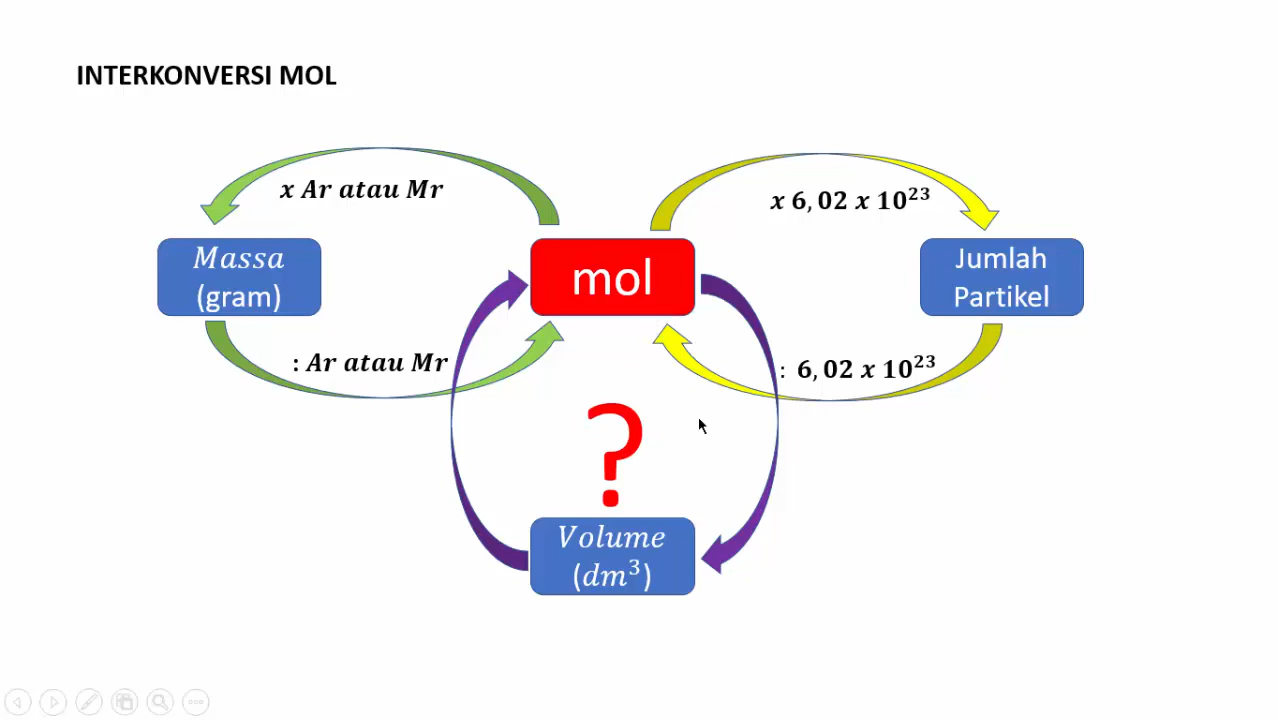 INTERKONVERSI MOL
x Ar atau Mr
x 6,02 x 10²³
Massa
(gram)
mol
Jumlah
Partikel
: Ar atau Mr
: 6,02 x 10²³
?
Volume
(dm³)